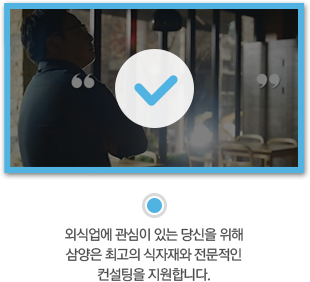 외식업에 관심이 있는 당신을 위해
삼양은 최고의 식자재와 전문적인
컨설팅을 지원합니다.